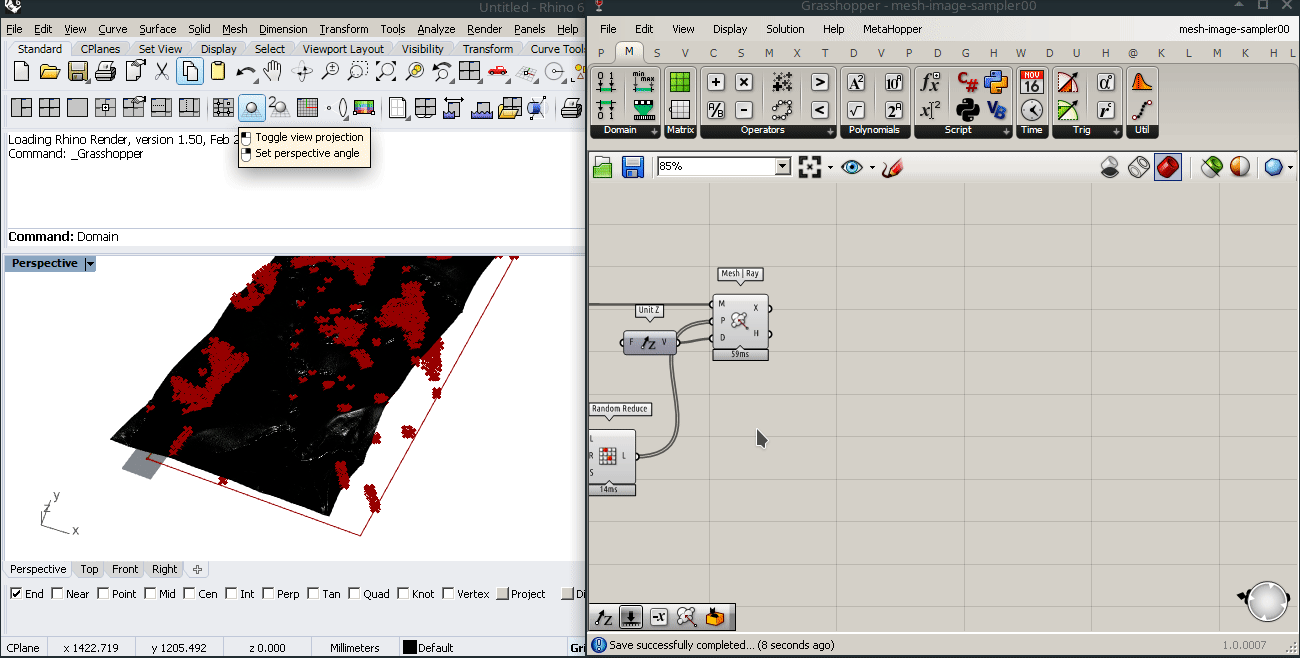 Untitled - Rhino 6
File Edit View Curve Surface Solid Mesh Dimension Transform Tools Analyze Render Panels Help
Standard CPlanes Set View Display Select Viewport Layout Visibility Transform Curve Tools
Loading Rhino Render, version 1.50, Feb 2
Command: _Grasshopper
Toggle view projection
Set perspective angle
Command: Domain
Perspective
y
z
x
Perspective Top Front Right
End Near Point Mid Cen Int Perp Tan Quad Knot Vertex Project Di
CPlane x 1422.719 y 1205.492 z 0.000 Millimeters Default Gri
Grasshopper - mesh-image-sampler00
File Edit View Display Solution Help MetaHopper mesh-image-sampler00
P M S V C S M X T D V P D G H W D U H @ K L M K H L
Domain Matrix Operators Polynomials Script Time Trig Util
85%
Mesh | Ray
M X
P
D H
59ms
Unit Z
F Z V
Random Reduce
L
R L
S
14ms
Save successfully completed... (8 seconds ago) 1.0.0007